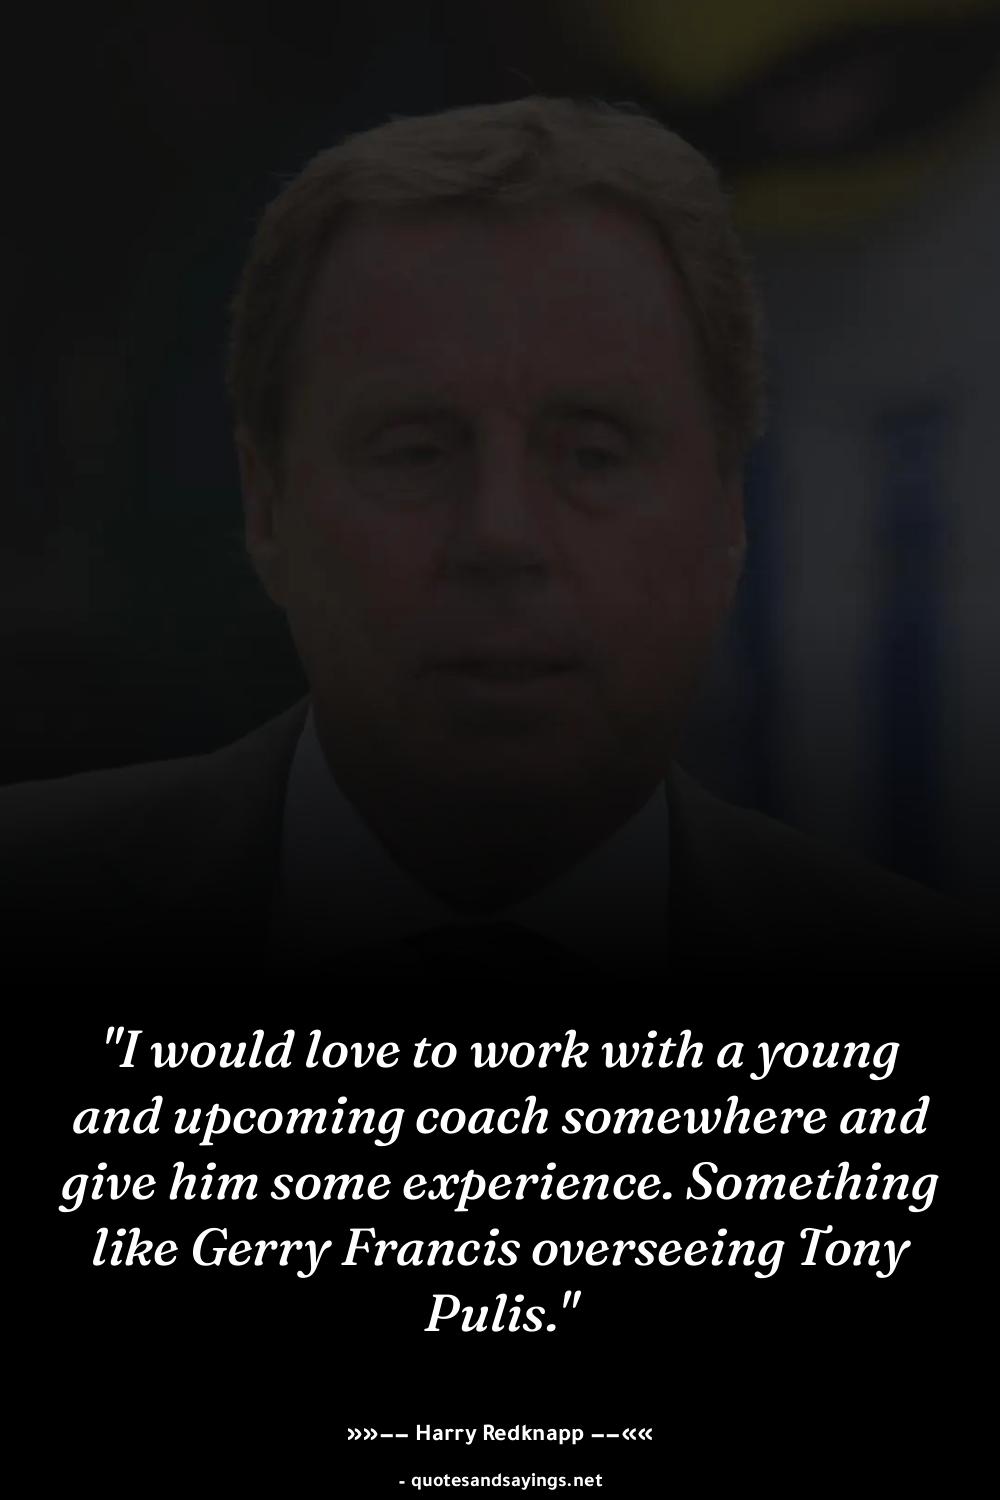 "I would love to work with a young
and upcoming coach somewhere and
give him some experience. Something
like Gerry Francis overseeing Tony
Pulis."
»»–– Harry Redknapp ––««
- quotesandsayings.net